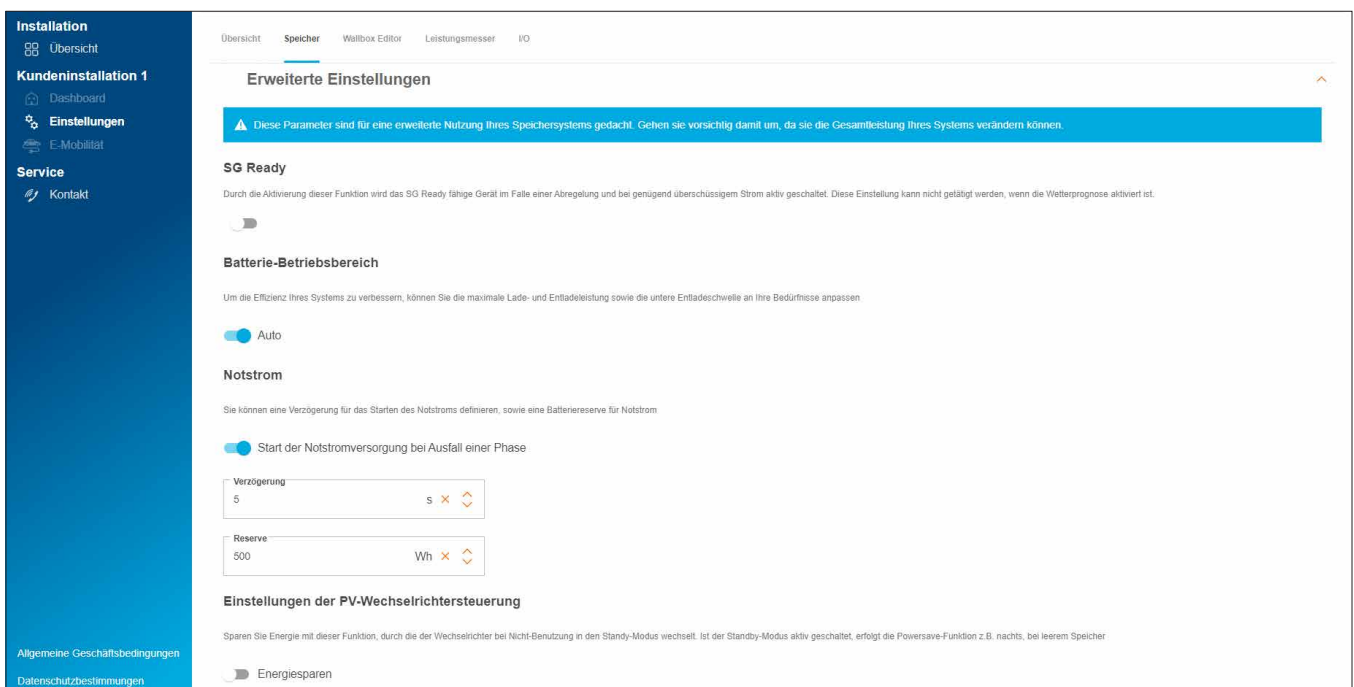 Installation
Übersicht
Kundeninstallation 1
Dashboard
Einstellungen
E-Mobilität
Service
Kontakt
Allgemeine Geschäftsbedingungen
Datenschutzbestimmungen
Übersicht Speicher Wallbox Editor Leistungsmesser I/O
Erweiterte Einstellungen
Diese Parameter sind für eine erweiterte Nutzung Ihres Speichersystems gedacht. Gehen sie vorsichtig damit um, da sie die Gesamtleistung Ihres Systems verändern können.
SG Ready
Durch die Aktivierung dieser Funktion wird das SG Ready fähige Gerät im Falle einer Abregelung und bei genügend überschüssigem Strom aktiv geschaltet. Diese Einstellung kann nicht getätigt werden, wenn die Wetterprognose aktiviert ist.
Batterie-Betriebsbereich
Um die Effizienz Ihres Systems zu verbessern, können Sie die maximale Lade- und Entladeleistung sowie die untere Entladeschwelle an Ihre Bedürfnisse anpassen
Auto
Notstrom
Sie können eine Verzögerung für das Starten des Notstroms definieren, sowie eine Batteriereserve für Notstrom
Start der Notstromversorgung bei Ausfall einer Phase
Verzögerung
5 s
Reserve
500 Wh
Einstellungen der PV-Wechselrichtersteuerung
Sparen Sie Energie mit dieser Funktion, durch die der Wechselrichter bei Nicht-Benutzung in den Standy-Modus wechselt. Ist der Standby-Modus aktiv geschaltet, erfolgt die Powersave-Funktion z.B. nachts, bei leerem Speicher
Energiesparen